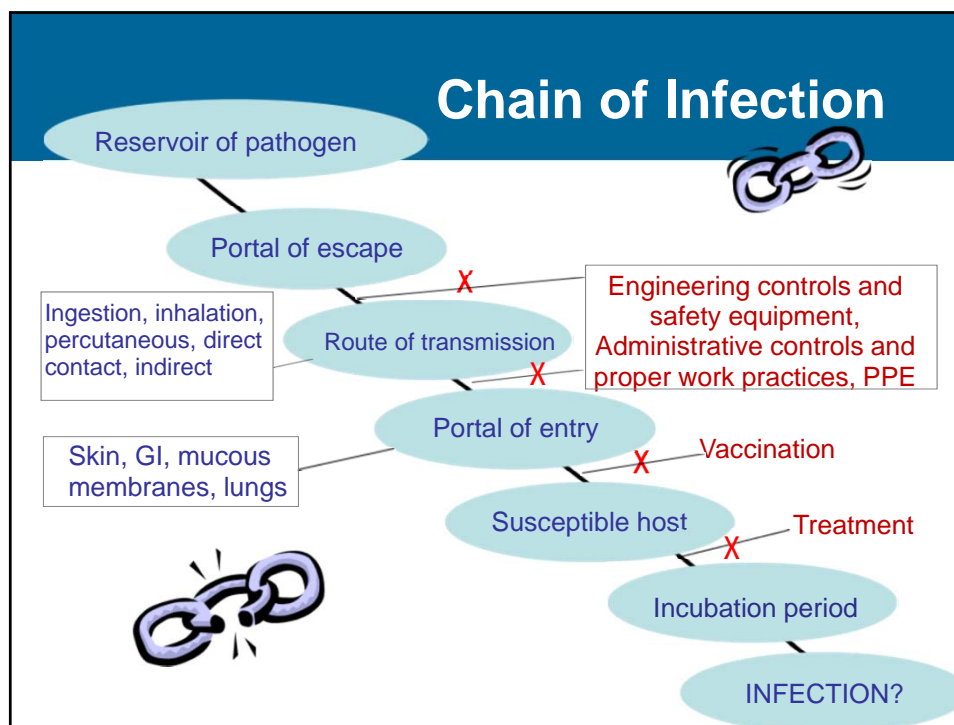 Chain of Infection
Reservoir of pathogen
Portal of escape
X
Engineering controls and
safety equipment,
Administrative controls and
proper work practices, PPE
Ingestion, inhalation,
percutaneous, direct
contact, indirect
Route of transmission
X
Portal of entry
Skin, GI, mucous
membranes, lungs
X
Vaccination
Susceptible host
X
Treatment
Incubation period
INFECTION?